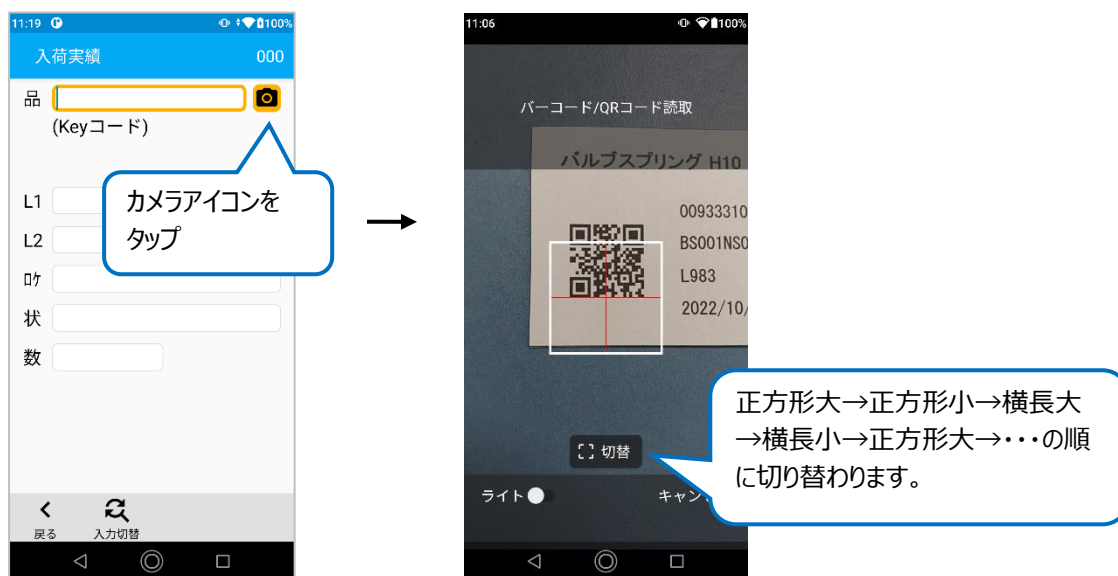 11:19
100%
入荷実績
000
品
(Keyコード)
カメラアイコンを
タップ
L1
L2
ﾛｹ
状
数
戻る
入力切替
11:06
100%
バーコード/QRコード読取
バルブスプリング H10
00933310
BS001NS0
L983
2022/10/
切替
ライト
キャン
正方形大→正方形小→横長大
→横長小→正方形大→・・・の順
に切り替わります。